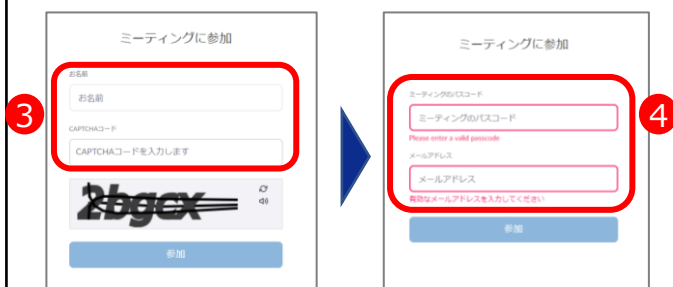 ミーティングに参加
3
お名前
お名前
CAPTCHAコード
CAPTCHAコードを入力します
2bgcx
参加
ミーティングに参加
4
ミーティングのパスコード
ミーティングのパスコード
Please enter a valid passcode
メールアドレス
メールアドレス
有効なメールアドレスを入力してください
参加